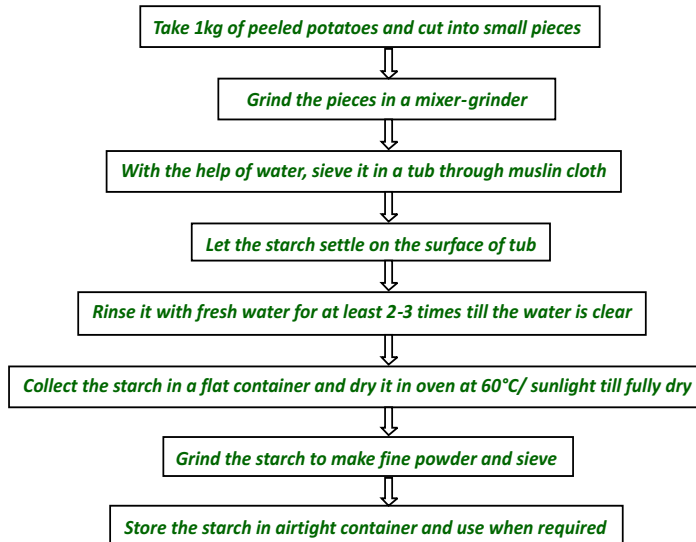 Take 1kg of peeled potatoes and cut into small pieces
Grind the pieces in a mixer-grinder
With the help of water, sieve it in a tub through muslin cloth
Let the starch settle on the surface of tub
Rinse it with fresh water for at least 2-3 times till the water is clear
Collect the starch in a flat container and dry it in oven at 60°C/ sunlight till fully dry
Grind the starch to make fine powder and sieve
Store the starch in airtight container and use when required